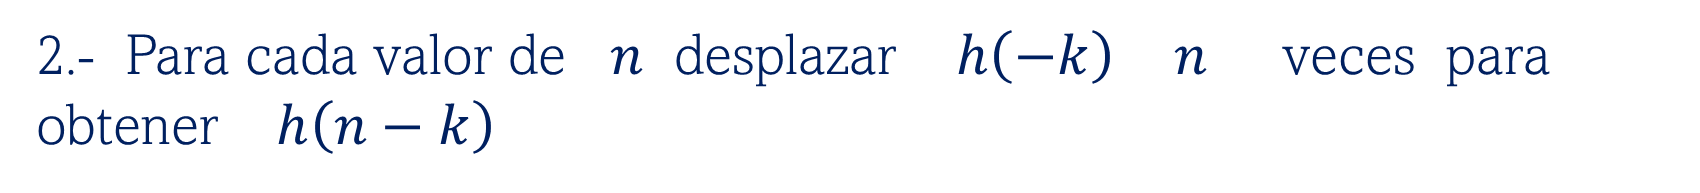 2.- Para cada valor de n desplazar h(−k) n veces para
obtener h(n − k)